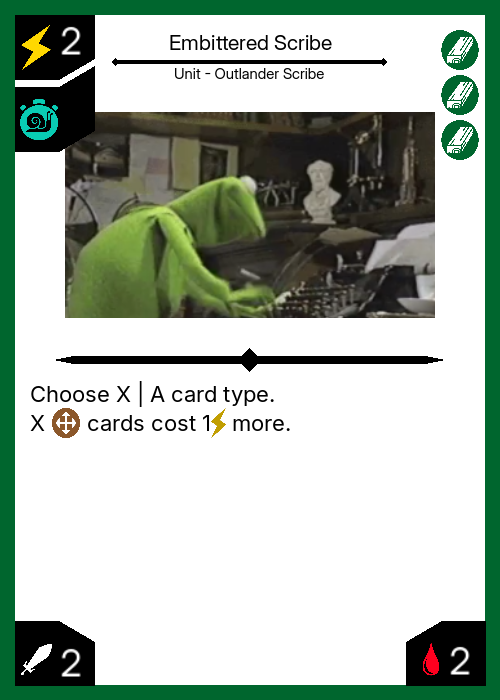 2
Embittered Scribe
Unit - Outlander Scribe
Choose X | A card type.
X cards cost 1 more.
2
2